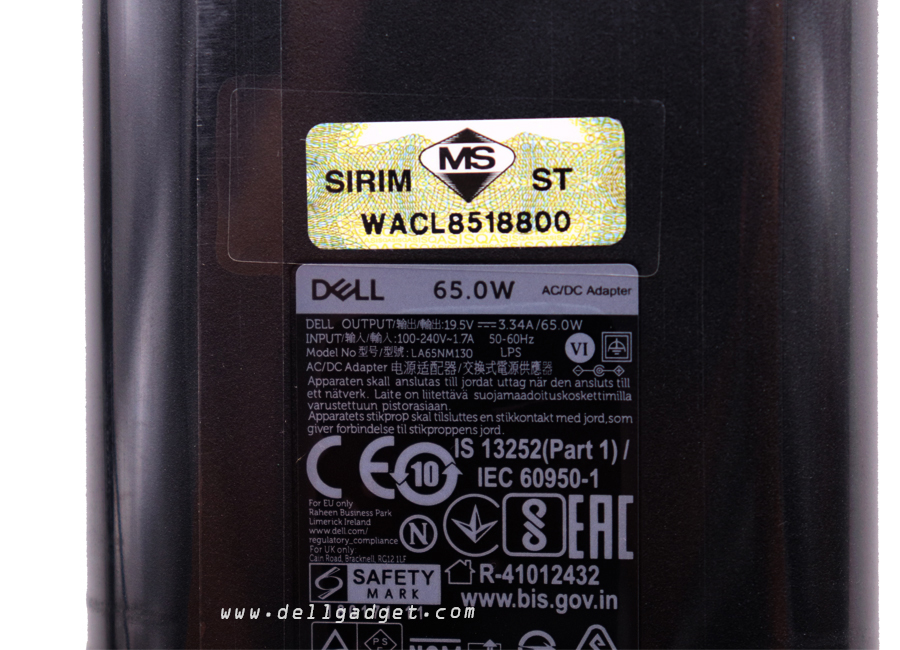 MS
SIRIM ST
WACL8518800
DELL 65.0W AC/DC Adapter
DELL OUTPUT/输出/輸出:19.5V⎓3.34A/65.0W
INPUT/输入/輸入:100-240V~1.7A 50-60Hz
Model No 型号/型號: LA65NM130 LPS
VI
AC/DC Adapter 电源适配器/交換式電源供應器
Apparaten skall anslutas till jordat uttag när den ansluts till
ett nätverk. Laite on liitettävä suojamaadoituskoskettimilla
varustettuun pistorasiaan.
Apparatets stikprop skal tilsluttes en stikkontakt med jord,som
giver forbindelse til stikproppens jord.
CE 10 IS 13252(Part 1) /
IEC 60950-1
For EU only
Raheen Business Park
Limerick Ireland
www.dell.com/
regulatory_compliance
For UK only:
Cain Road, Bracknell, RG12 1LF
N EAC
SAFETY
MARK
R-41012432
www.bis.gov.in
www.dellgadget.com
PS
E
NOM